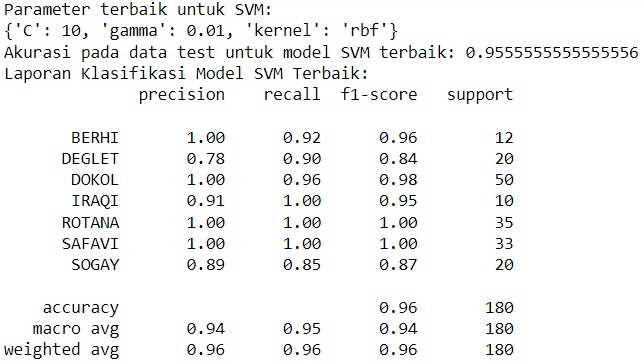 Parameter terbaik untuk SVM:
{'C': 10, 'gamma': 0.01, 'kernel': 'rbf'}
Akurasi pada data test untuk model SVM terbaik: 0.9555555555555556
Laporan Klasifikasi Model SVM Terbaik:
precision recall f1-score support
BERHI 1.00 0.92 0.96 12
DEGLET 0.78 0.90 0.84 20
DOKOL 1.00 0.96 0.98 50
IRAQI 0.91 1.00 0.95 10
ROTANA 1.00 1.00 1.00 35
SAFAVI 1.00 1.00 1.00 33
SOGAY 0.89 0.85 0.87 20
accuracy 0.96 180
macro avg 0.94 0.95 0.94 180
weighted avg 0.96 0.96 0.96 180